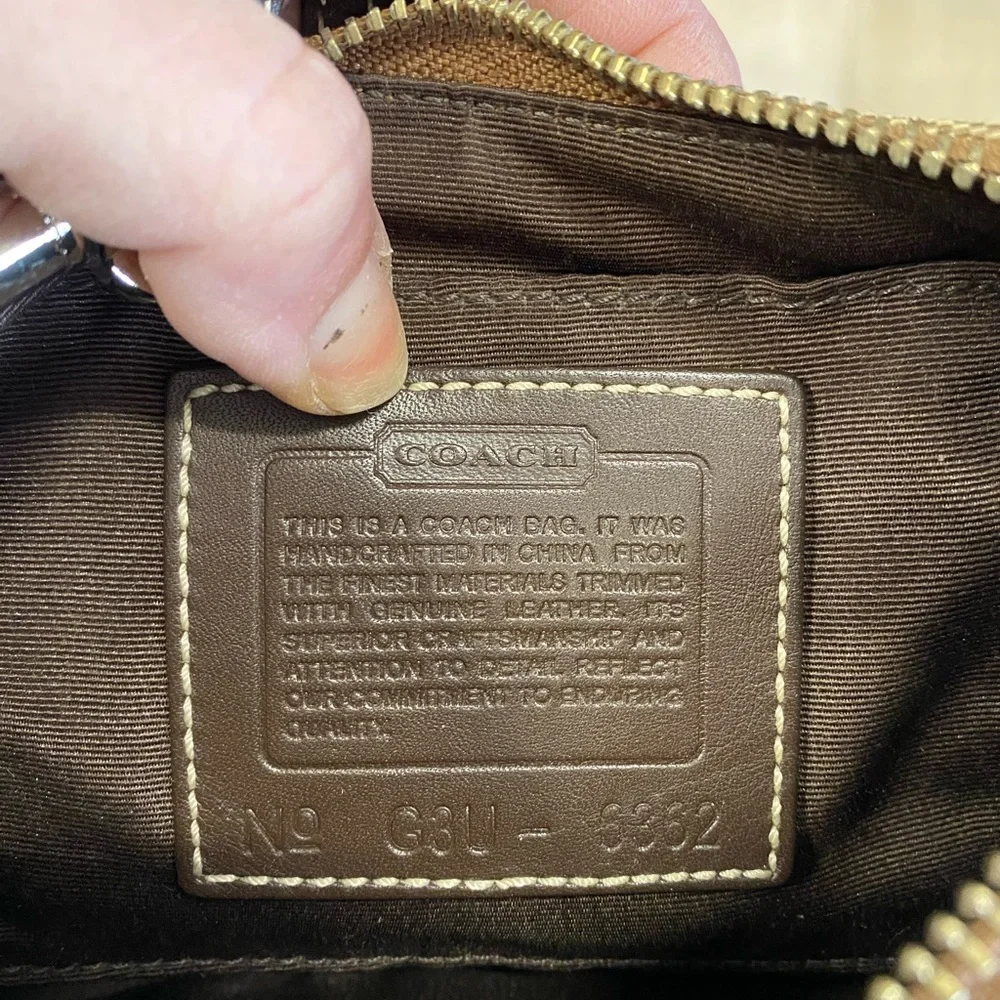 COACH
THIS IS A COACH BAG. IT WAS
HANDCRAFTED IN CHINA FROM
THE FINEST MATERIALS TRIMMED
WITH GENUINE LEATHER. ITS
SUPERIOR CRAFTSMANSHIP AND
ATTENTION TO DETAIL REFLECT
OUR COMMITMENT TO ENDURING
QUALITY.
Nº G3U -